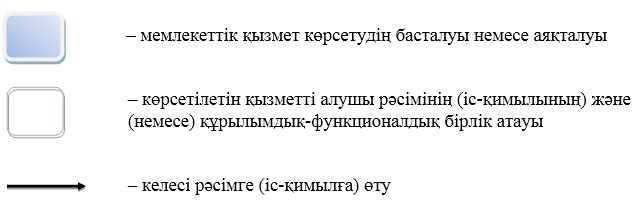 – мемлекеттік қызмет көрсетудің басталуы немесе аяқталуы
– көрсетілетін қызметті алушы рәсімінің (іс-қимылының) және
(немесе) құрылымдық-функционалдық бірлік атауы
– келесі рәсімге (іс-қимылға) өту